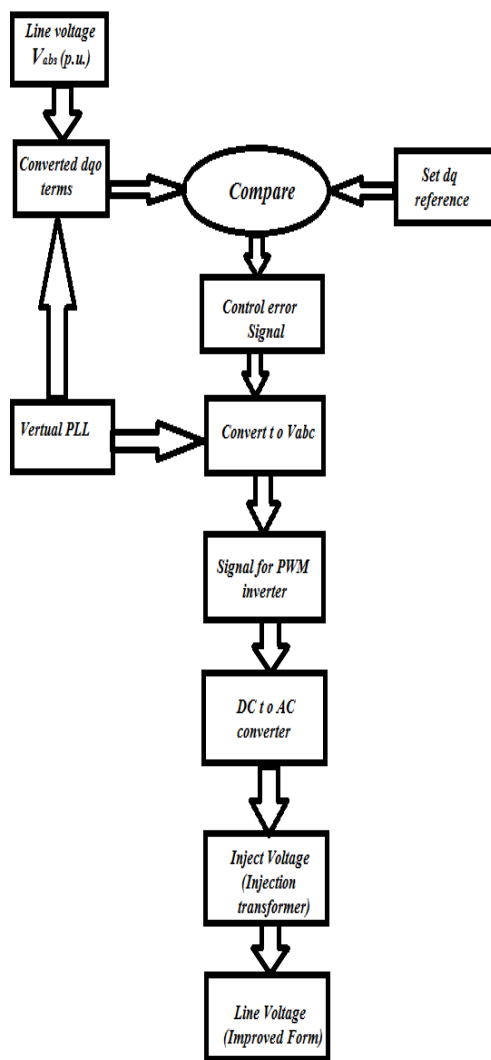 Line voltage
Vabs (p.u.)
Converted dqo
terms
Compare
Set dq
reference
Control error
Signal
Vertual PLL
Convert t o Vabc
Signal for PWM
inverter
DC t o AC
converter
Inject Voltage
(Injection
transformer)
Line Voltage
(Improved Form)